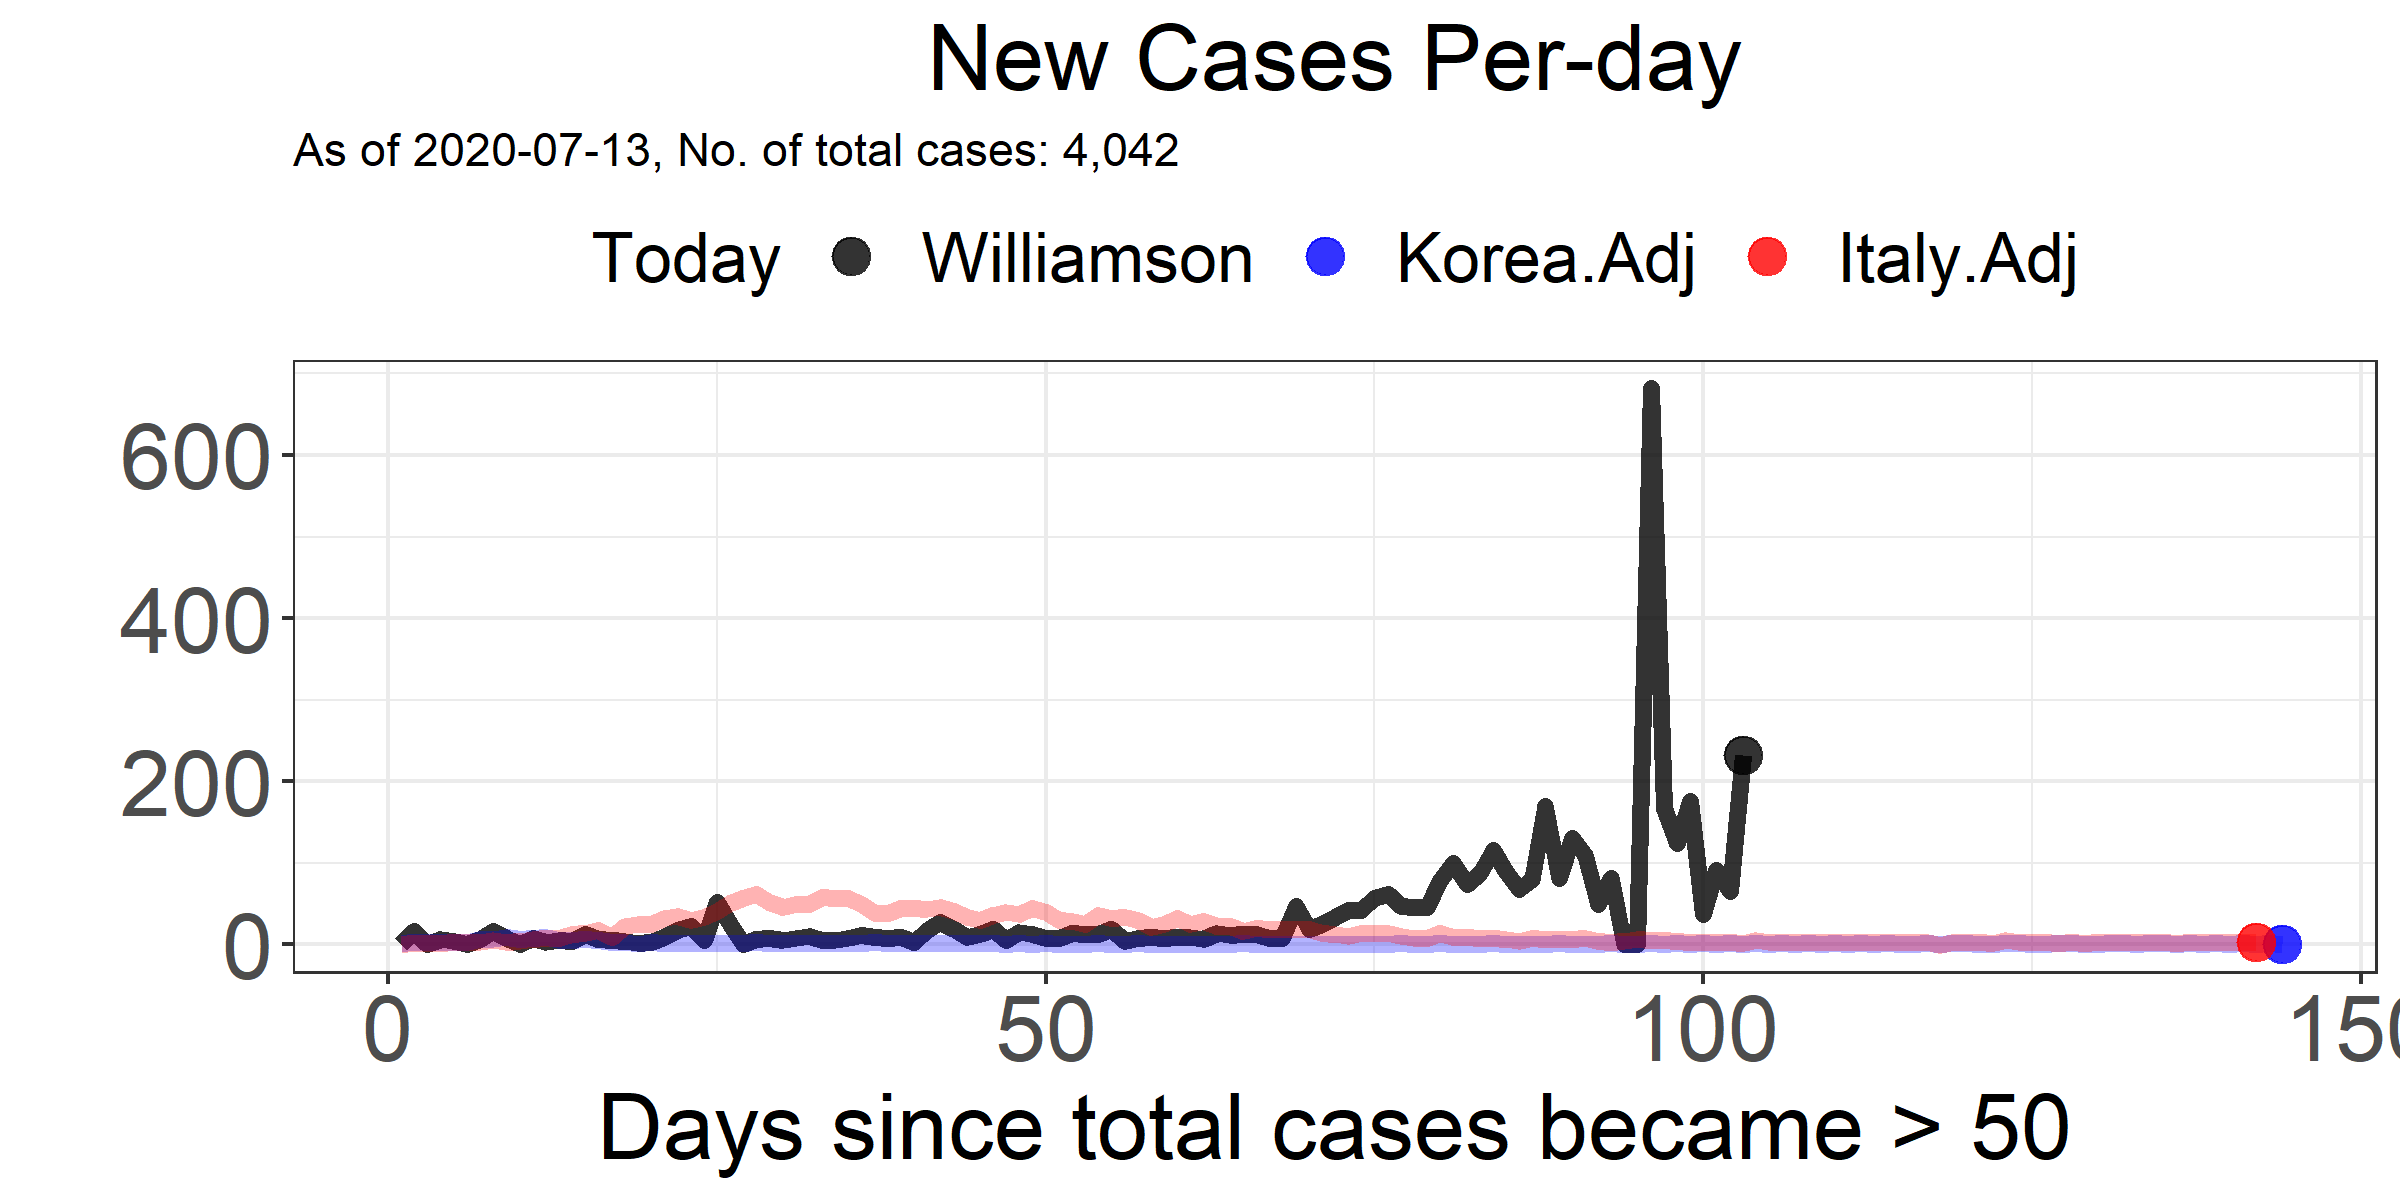 New Cases Per-day
As of 2020-07-13, No. of total cases: 4,042
Today Williamson Korea.Adj Italy.Adj
600
400
200
0
0 50 100 150
Days since total cases became > 50